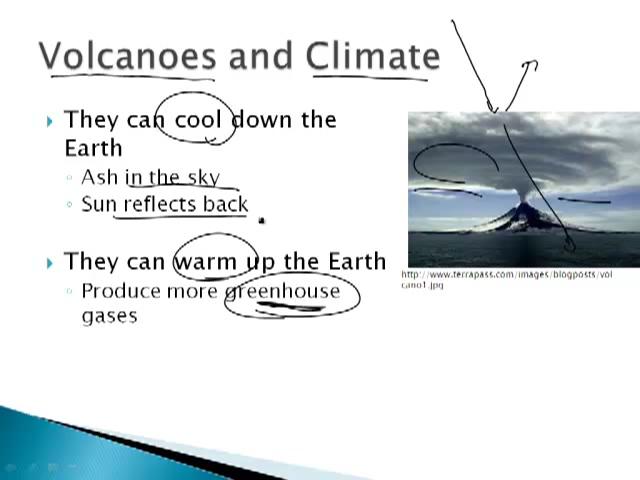 Volcanoes and Climate
They can cool down the
Earth
Ash in the sky
Sun reflects back
They can warm up the Earth
Produce more greenhouse
gases
http://www.terrapass.com/images/blogposts/vol
cano1.jpg